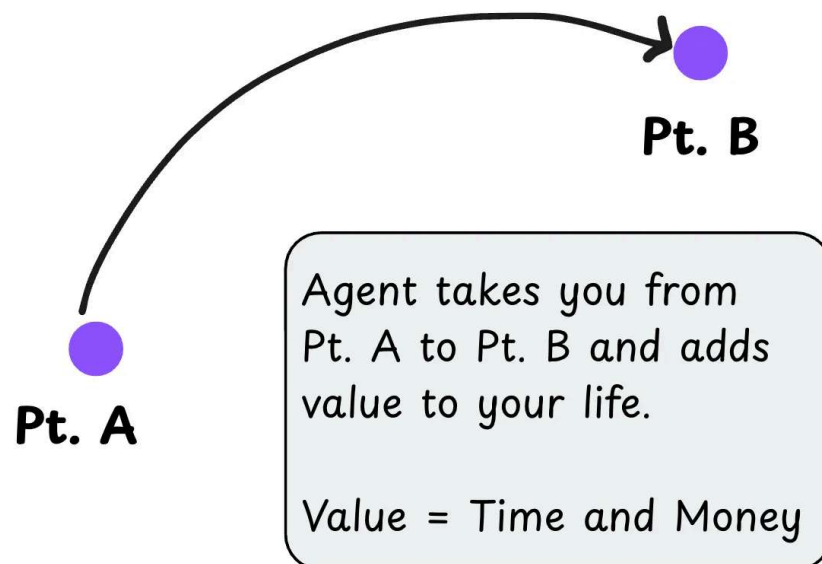 Pt. B
Agent takes you from
Pt. A to Pt. B and adds
value to your life.
Pt. A
Value = Time and Money